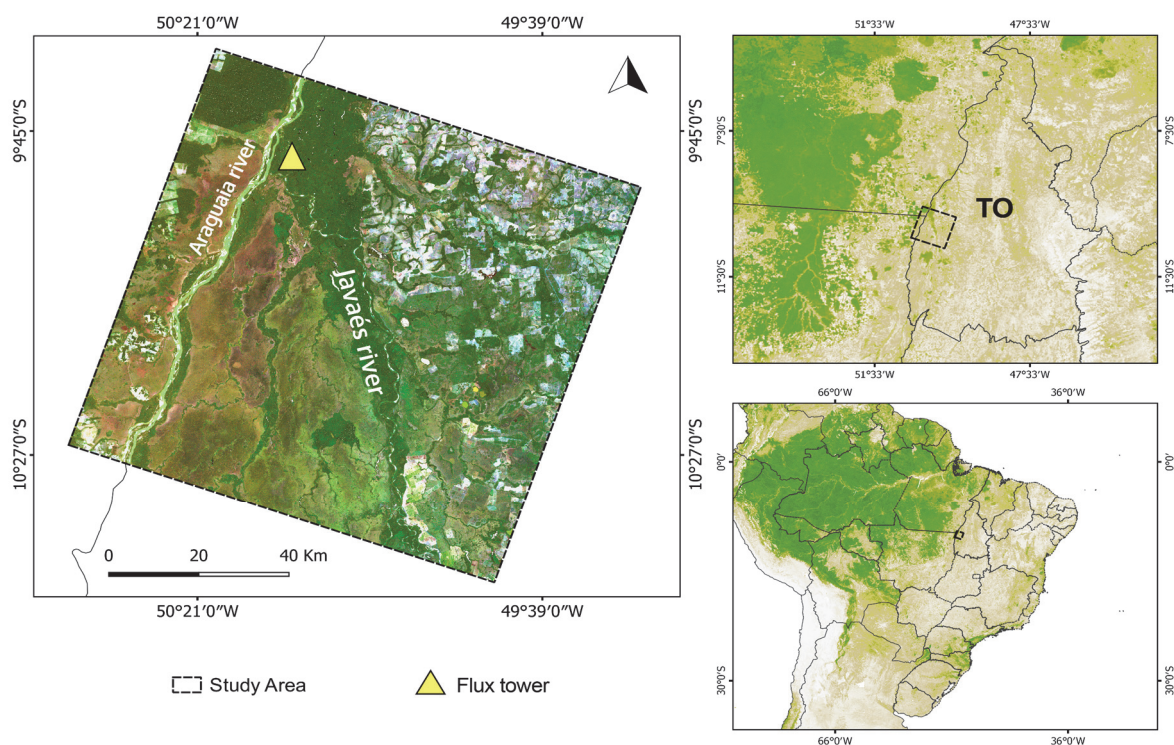 50°21′0″W 49°39′0″W
9°45′0″S
10°27′0″S
Araguaia river
Javaés river
9°45′0″S
10°27′0″S
0 20 40 Km
50°21′0″W 49°39′0″W
Study Area
Flux tower
51°33′W 47°33′W
7°30′S
11°30′S
TO
7°30′S
11°30′S
51°33′W 47°33′W
66°0′W 36°0′W
0°0′
30°0′S
0°0′
30°0′S
66°0′W 36°0′W